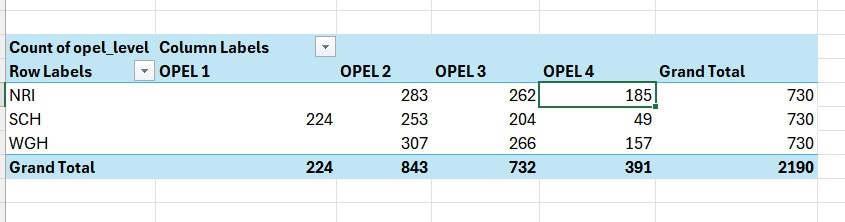 Count of opel_level Column Labels
Row Labels OPEL 1 OPEL 2 OPEL 3 OPEL 4 Grand Total
NRI 283 262 185 730
SCH 224 253 204 49 730
WGH 307 266 157 730
Grand Total 224 843 732 391 2190